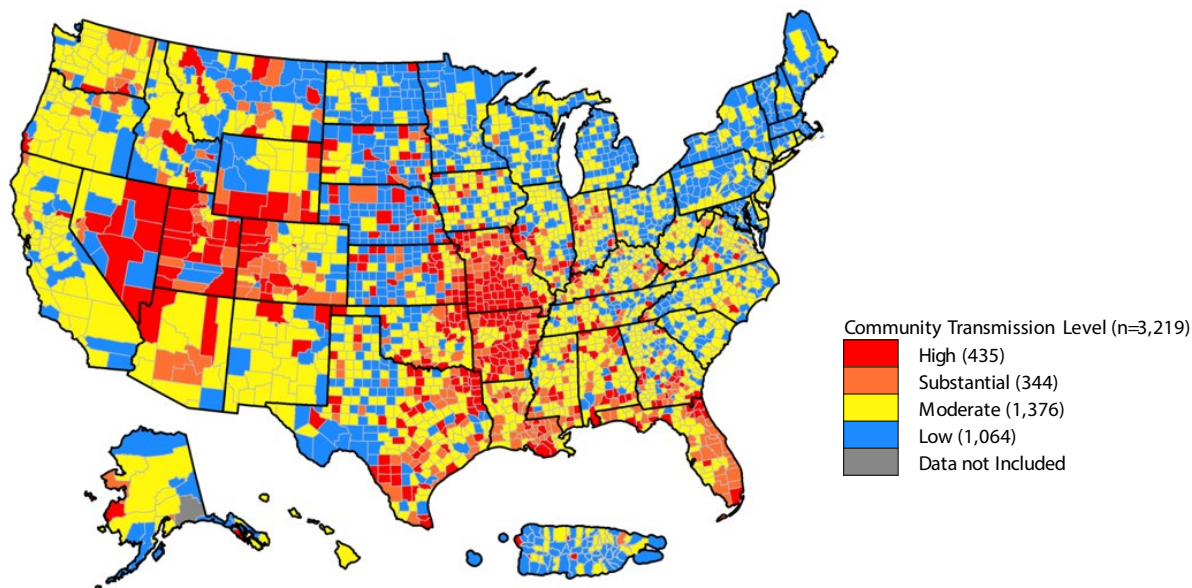 Community Transmission Level (n=3,219)
High (435)
Substantial (344)
Moderate (1,376)
Low (1,064)
Data not Included